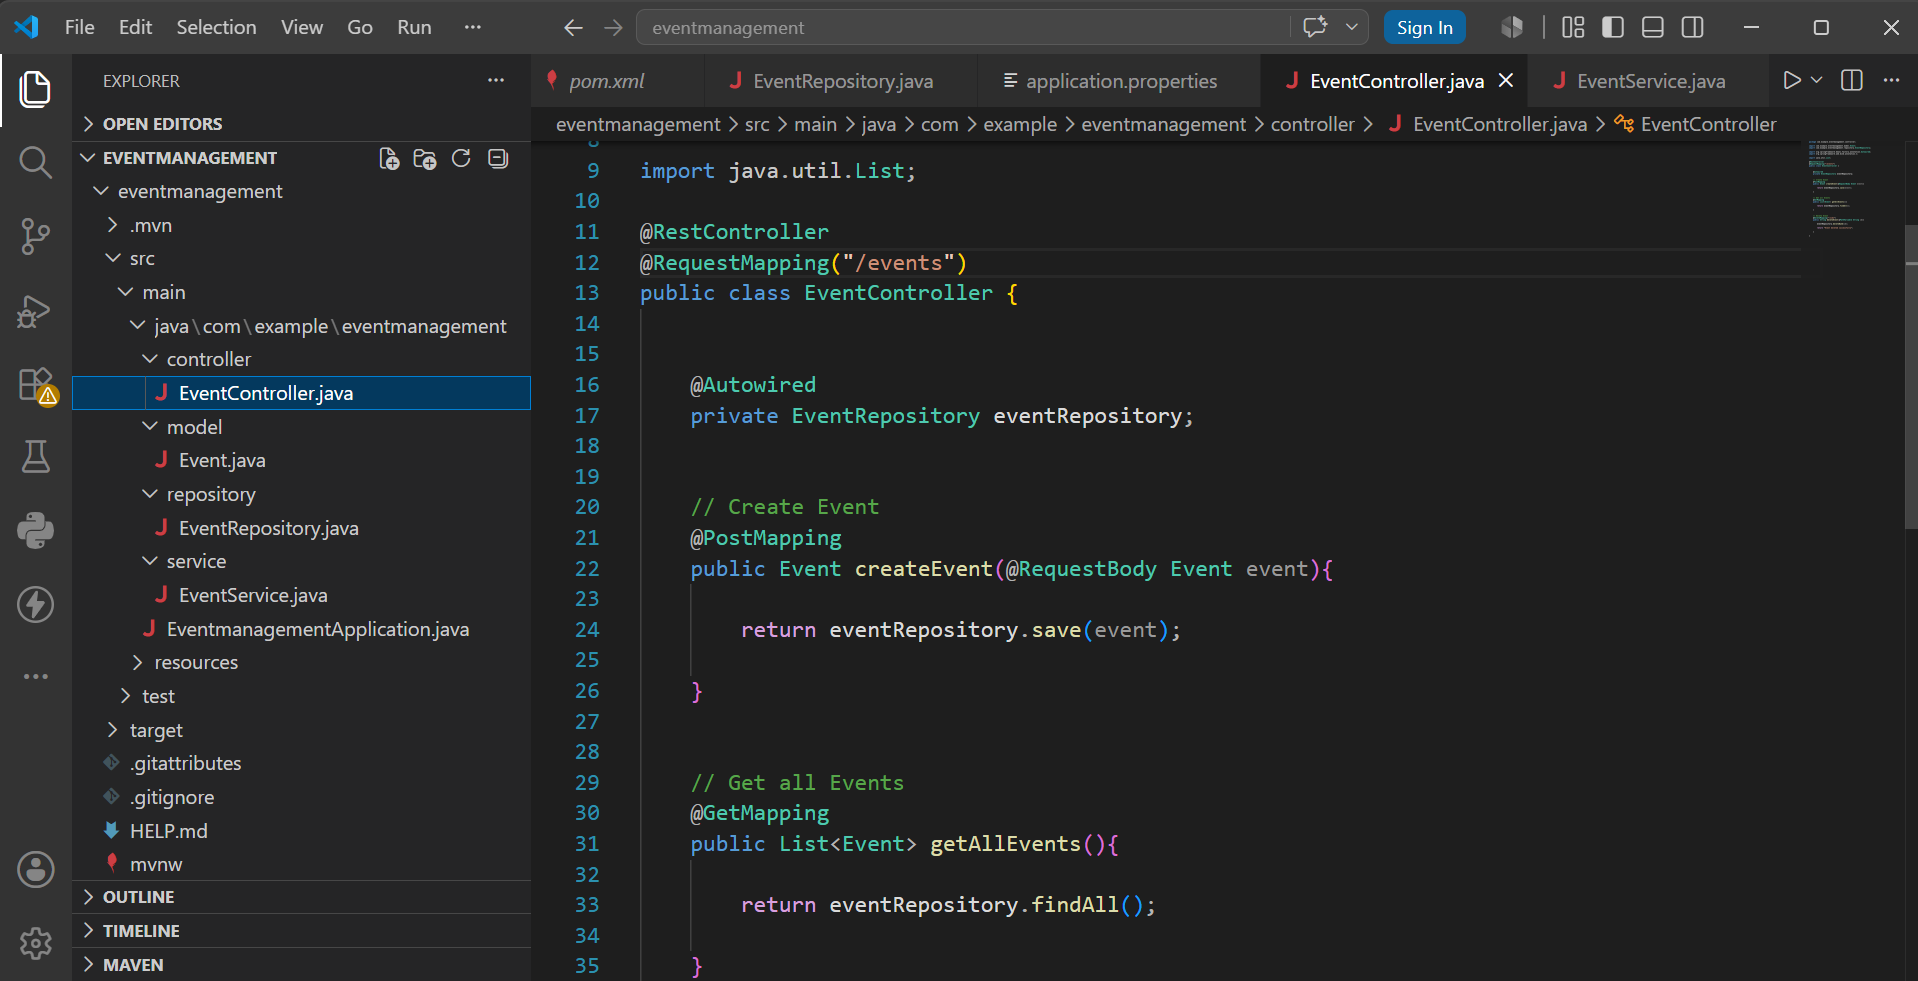 File Edit Selection View Go Run ···
eventmanagement
Sign In
EXPLORER ···
OPEN EDITORS
EVENTMANAGEMENT
eventmanagement
.mvn
src
main
java\com\example\eventmanagement
controller
EventController.java
model
Event.java
repository
EventRepository.java
service
EventService.java
EventmanagementApplication.java
resources
test
target
.gitattributes
.gitignore
HELP.md
mvnw
OUTLINE
TIMELINE
MAVEN
pom.xml EventRepository.java application.properties EventController.java EventService.java
eventmanagement > src > main > java > com > example > eventmanagement > controller > EventController.java > EventController
8
9 import java.util.List;
10
11 @RestController
12 @RequestMapping("/events")
13 public class EventController {
14
15
16 @Autowired
17 private EventRepository eventRepository;
18
19
20 // Create Event
21 @PostMapping
22 public Event createEvent(@RequestBody Event event){
23
24 return eventRepository.save(event);
25
26 }
27
28
29 // Get all Events
30 @GetMapping
31 public List<Event> getAllEvents(){
32
33 return eventRepository.findAll();
34
35 }